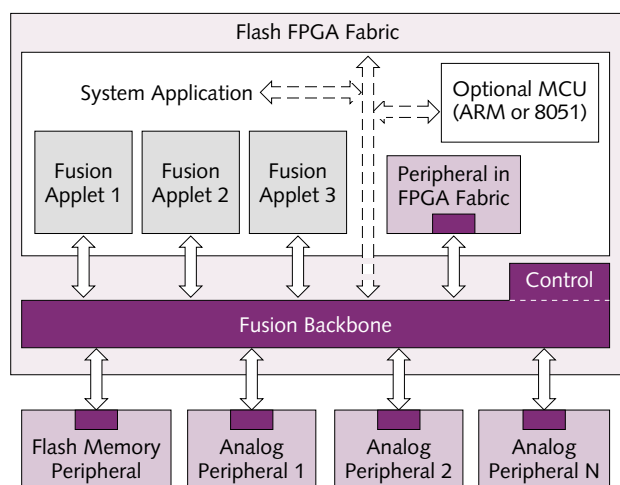 Flash FPGA Fabric
System Application
Optional MCU
(ARM or 8051)
Fusion
Applet 1
Fusion
Applet 2
Fusion
Applet 3
Peripheral in
FPGA Fabric
Control
Fusion Backbone
Flash Memory
Peripheral
Analog
Peripheral 1
Analog
Peripheral 2
Analog
Peripheral N